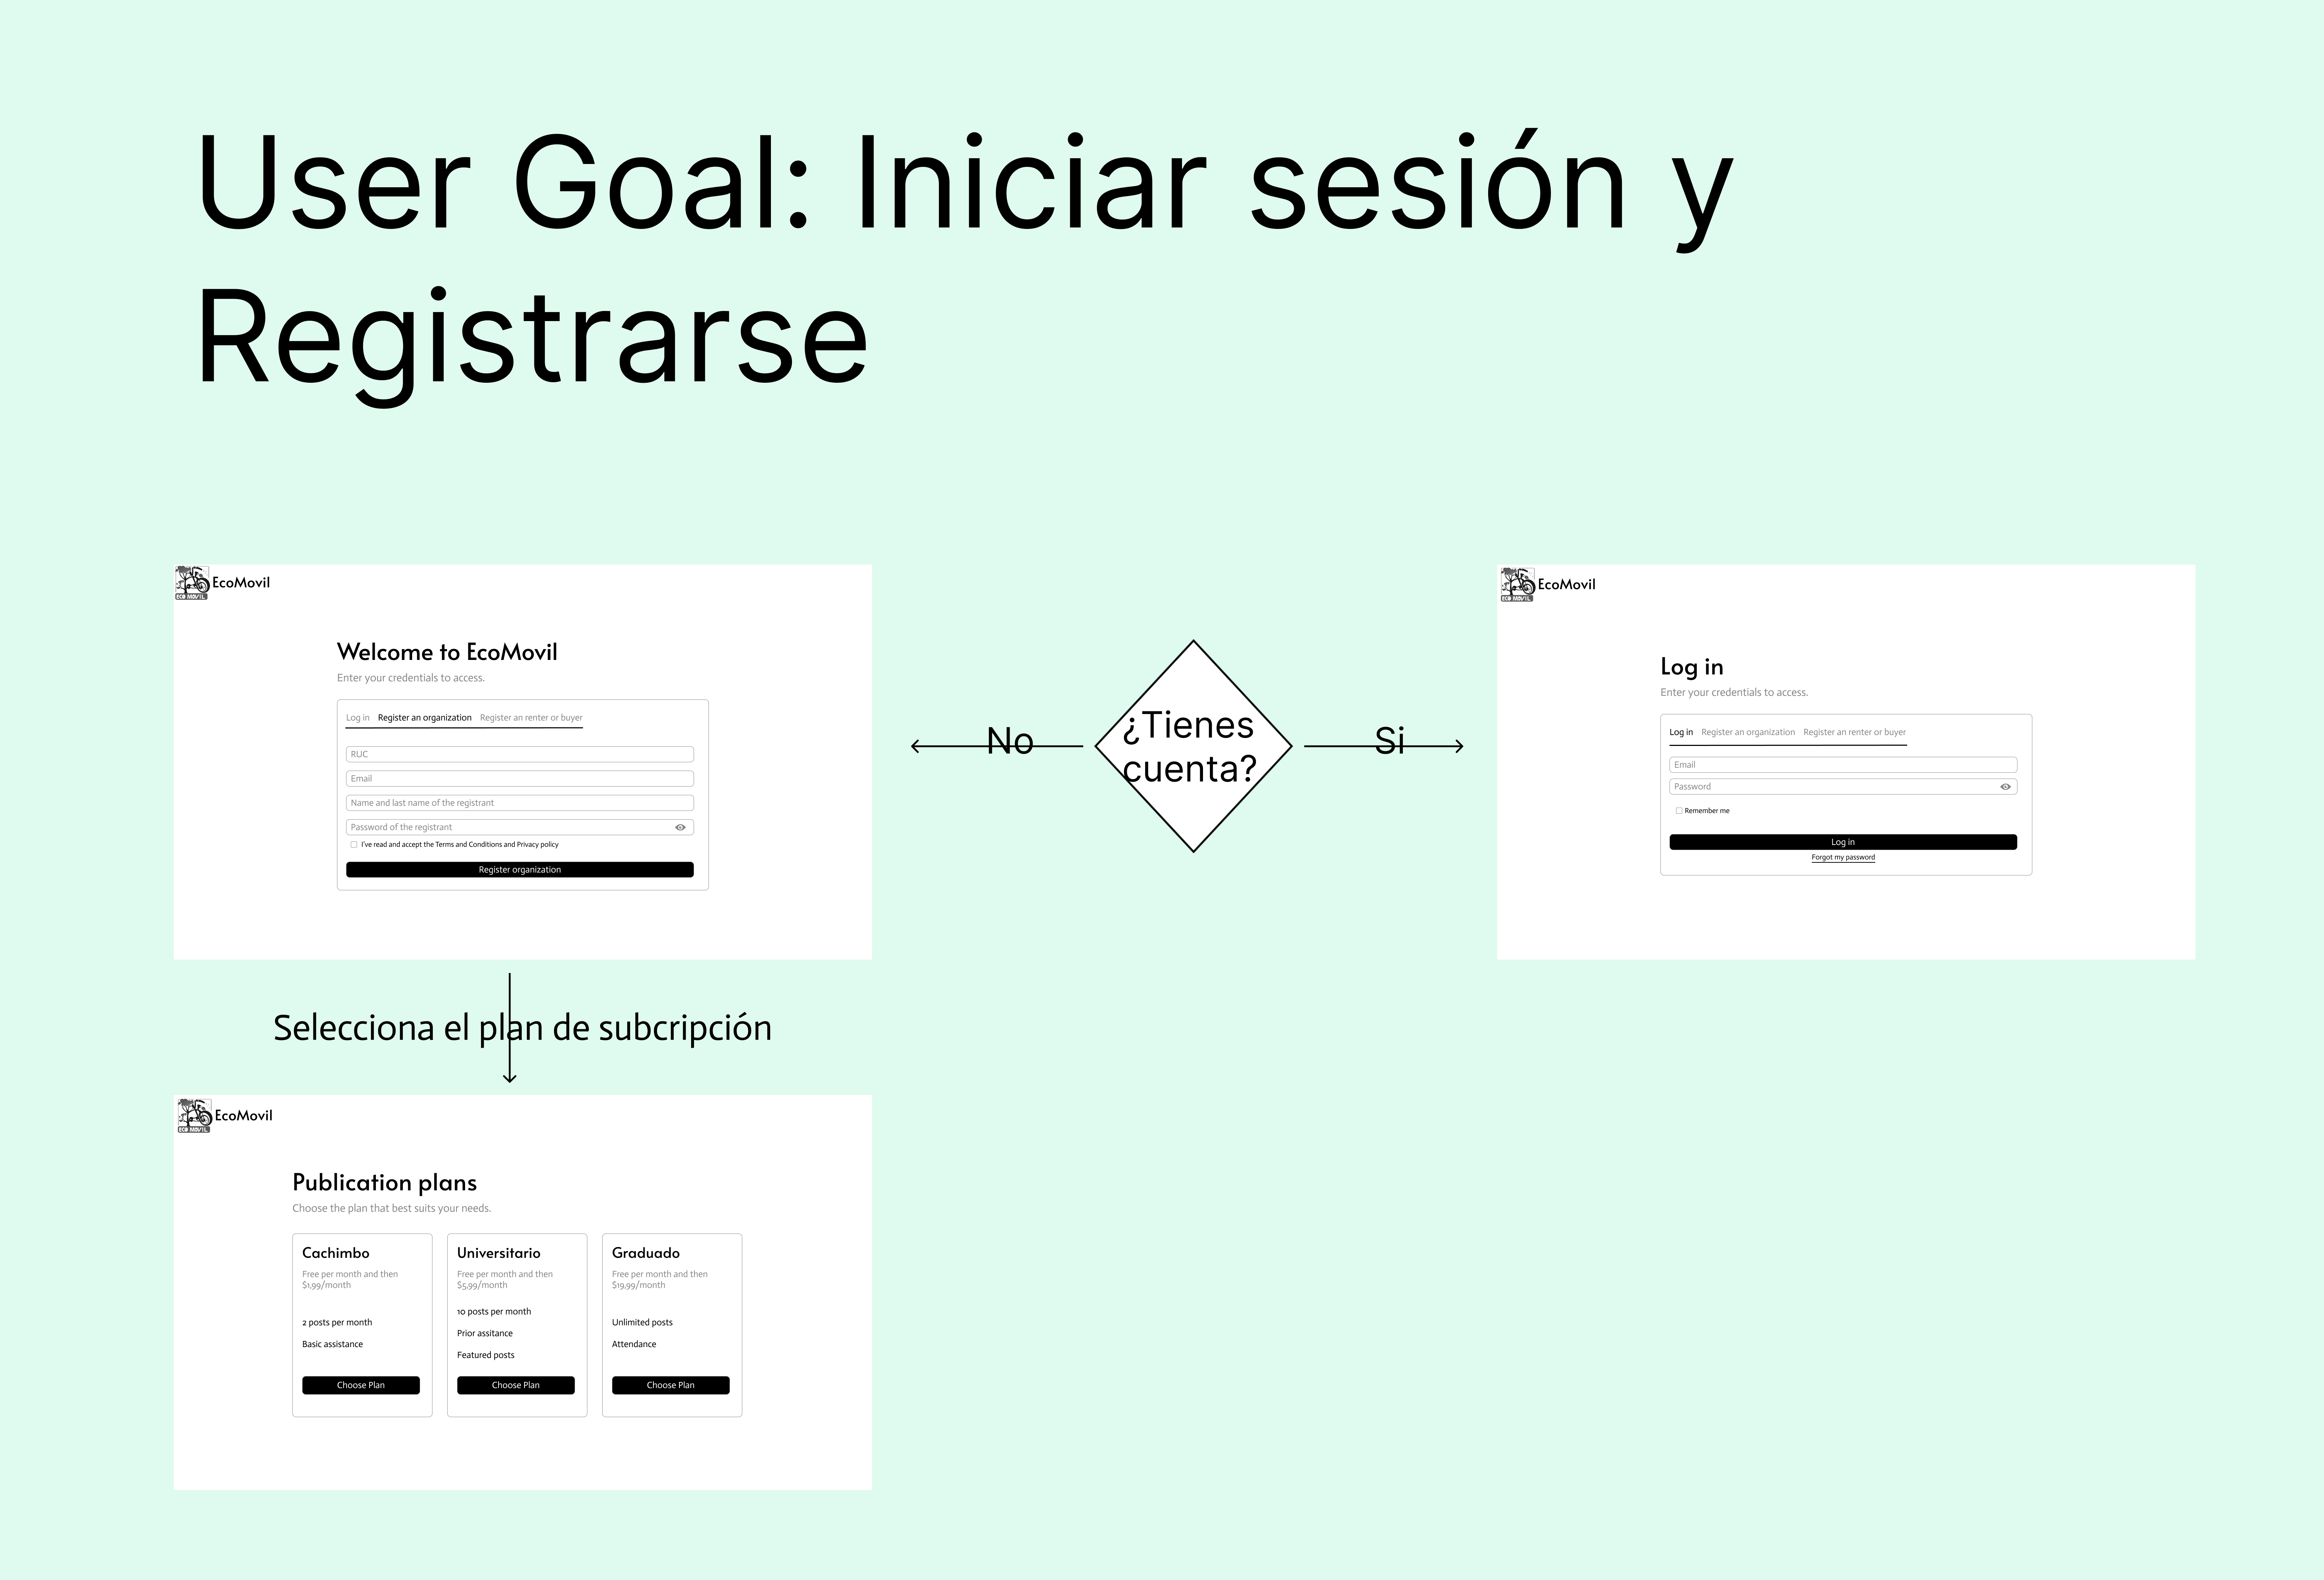 User Goal: Iniciar sesión y
Registrarse
ECO MOVIL
EcoMovil
Welcome to EcoMovil
Enter your credentials to access.
Log in Register an organization Register an renter or buyer
RUC
Email
Name and last name of the registrant
Password of the registrant
I've read and accept the Terms and Conditions and Privacy policy
Register organization
No
¿Tienes
cuenta?
Si
ECO MOVIL
EcoMovil
Log in
Enter your credentials to access.
Log in Register an organization Register an renter or buyer
Email
Password
Remember me
Log in
Forgot my password
Selecciona el plan de subcripción
ECO MOVIL
EcoMovil
Publication plans
Choose the plan that best suits your needs.
Cachimbo
Free per month and then
$1,99/month
2 posts per month
Basic assistance
Choose Plan
Universitario
Free per month and then
$5,99/month
10 posts per month
Prior assitance
Featured posts
Choose Plan
Graduado
Free per month and then
$19,99/month
Unlimited posts
Attendance
Choose Plan